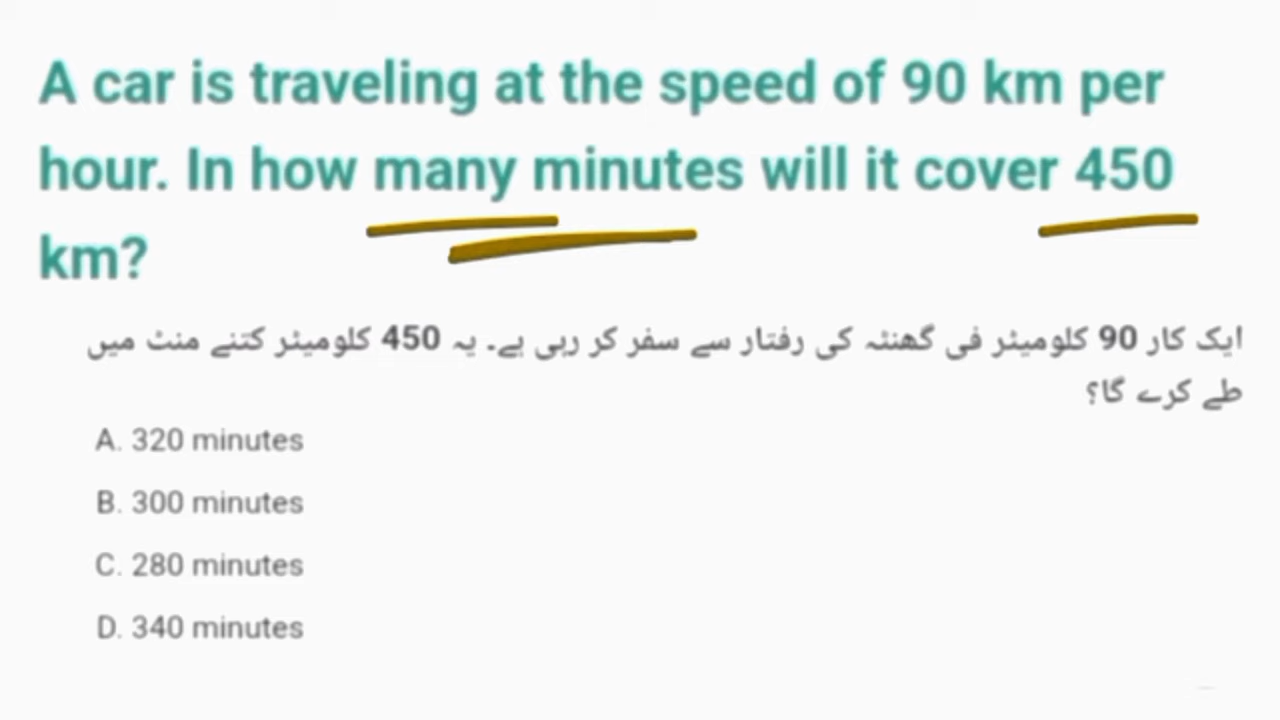 A car is traveling at the speed of 90 km per
hour. In how many minutes will it cover 450
km?
ایک کار 90 کلومیٹر فی گھنٹہ کی رفتار سے سفر کر رہی ہے۔ یہ 450 کلومیٹر کتنے منٹ میں
طے کرے گا؟
A. 320 minutes
B. 300 minutes
C. 280 minutes
D. 340 minutes